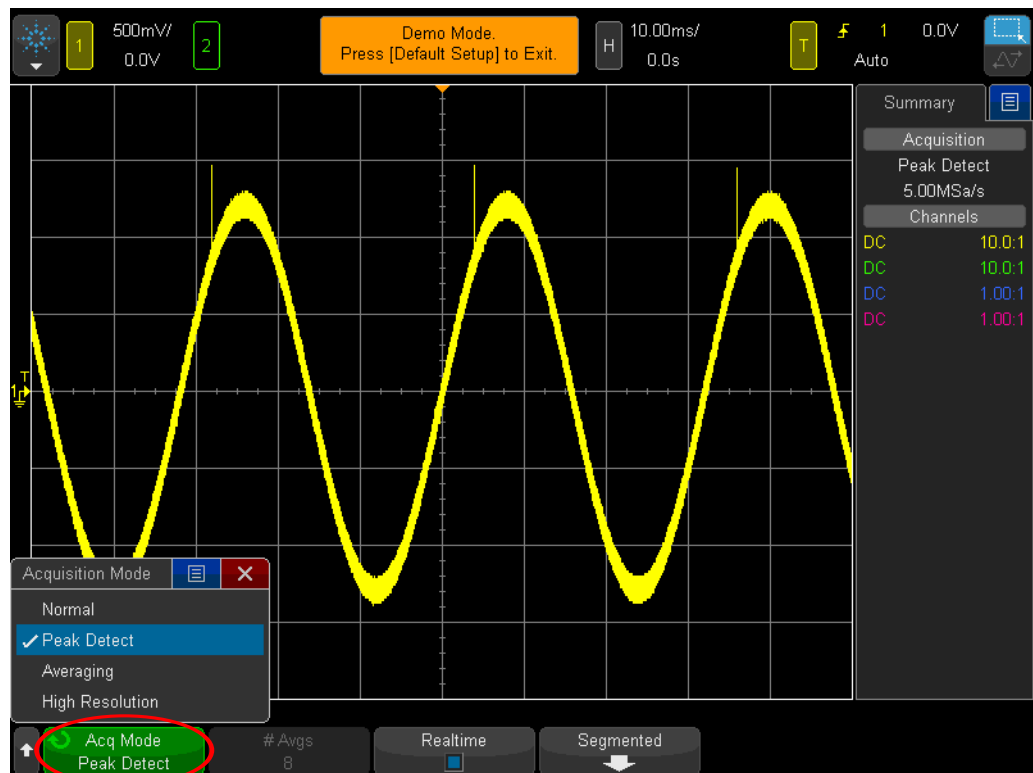 1
500mV/
0.0V
2
Demo Mode.
Press [Default Setup] to Exit.
H
10.00ms/
0.0s
T
1
0.0V
Auto
Summary
Acquisition
Peak Detect
5.00MSa/s
Channels
DC 10.0:1
DC 10.0:1
DC 1.00:1
DC 1.00:1
T
1
Acquisition Mode
Normal
Peak Detect
Averaging
High Resolution
Acq Mode
Peak Detect
# Avgs
8
Realtime
Segmented